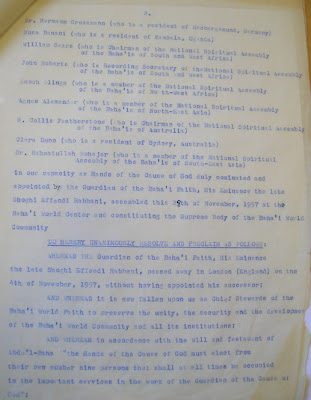 2.
Dr. Hermann Grossmann (who is a resident of Neckargemund, Germany)
Musa Banani (who is a resident of Kampala, Uganda)
William Sears (who is Chairman of the National Spiritual Assembly
of the Baha'is of South and West Africa)
John Robarts (who is Recording Secretary of the National Spiritual Assembly
of the Baha'is of South and West Africa)
Enoch Olinga (who is a member of the National Spiritual Assembly
of the Baha'is of North-West Africa)
Agnes Alexander (who is a member of the National Spiritual Assembly
of the Baha'is of North-East Asia)
H. Collis Featherstone (who is Chairman of the National Spiritual Assembly
of the Baha'is of Australia)
Clara Dunn (who is a resident of Sydney, Australia)
Dr. Rahmatullah Muhajer (who is a member of the National Spiritual
Assembly of the Baha'is of South-East Asia)
in our capacity as Hands of the Cause of God duly nominated and
appointed by the Guardian of the Baha'i Faith, His Eminence the late
Shoghi Effendi Rabbani, assembled this 25th of November, 1957 at the
Baha'i World Center and constituting the Supreme Body of the Baha'i World
Community
DO HEREBY UNANIMOUSLY RESOLVE AND PROCLAIM AS FOLLOWS:
WHEREAS the Guardian of the Baha'i Faith, His Eminence
the late Shoghi Effendi Rabbani, passed away in London (England) on the
4th of November, 1957, without having appointed his successor;
AND WHEREAS it is now fallen upon us as Chief Stewards of the
Baha'i World Faith to preserve the unity, the security and the development
of the Baha'i World Community and all its institutions;
AND WHEREAS in accordance with the Will and Testament of
Abdu'l-Baha "the Hands of the Cause of God must elect from
their own number nine persons that shall at all times be occupied
in the important services in the work of the Guardian of the Cause of
God";